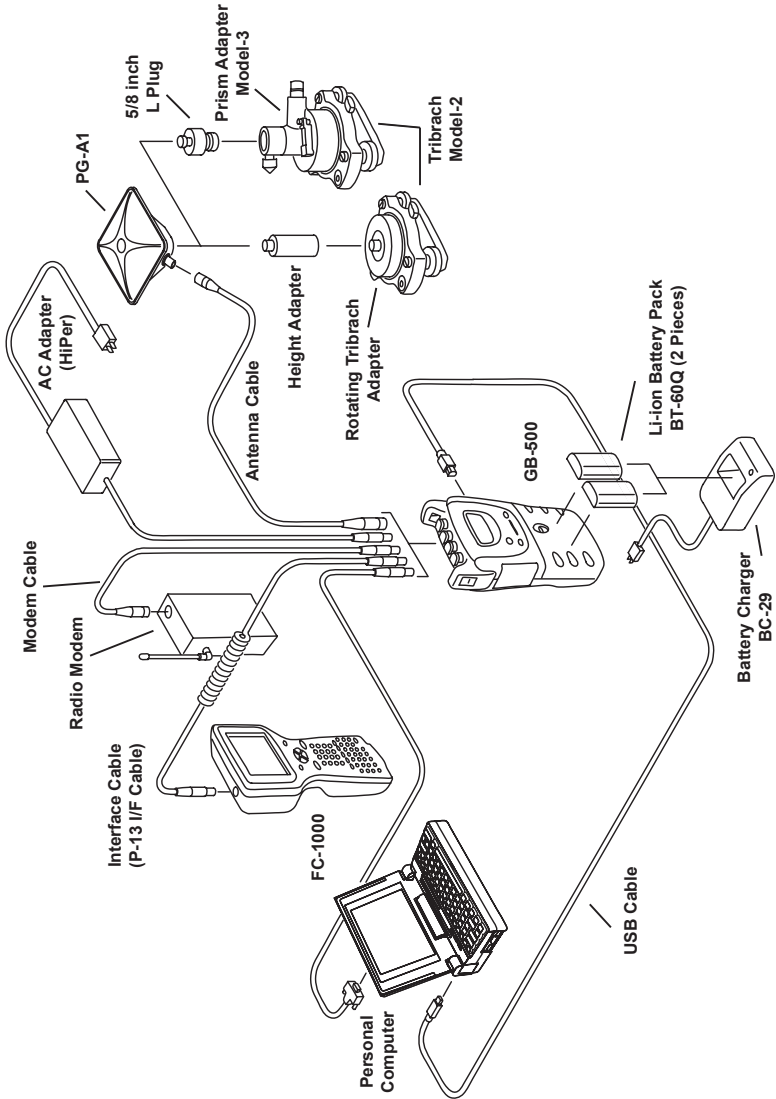 PG-A1
5/8 inch
L Plug
Prism Adapter
Model-3
AC Adapter
(HiPer)
Modem Cable
Radio Modem
Antenna Cable
Height Adapter
Tribrach
Model-2
Rotating Tribrach
Adapter
Interface Cable
(P-13 I/F Cable)
FC-1000
GB-500
Li-ion Battery Pack
BT-60Q (2 Pieces)
Personal
Computer
USB Cable
Battery Charger
BC-29